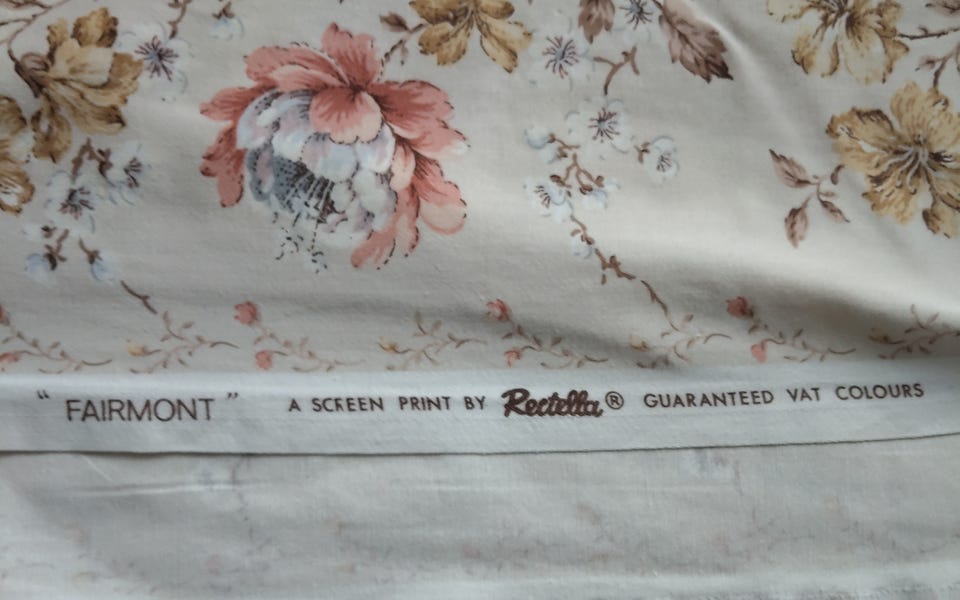 " FAIRMONT " A SCREEN PRINT BY Rectella® GUARANTEED VAT COLOURS